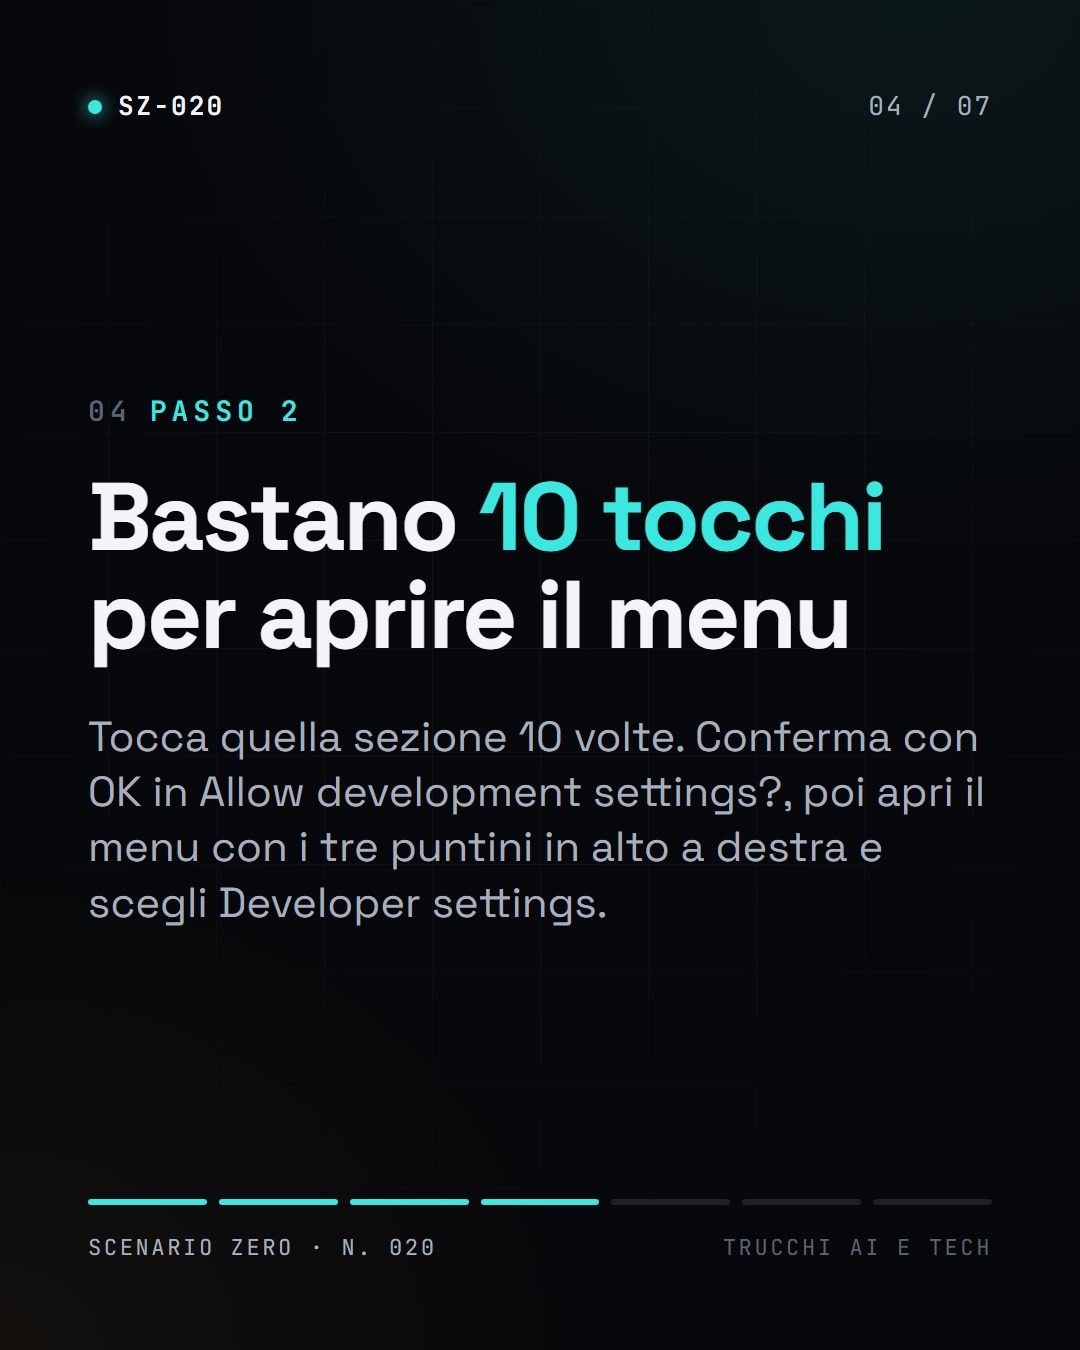 SZ-020
04 / 07
04 PASSO 2
Bastano 10 tocchi
per aprire il menu
Tocca quella sezione 10 volte. Conferma con
OK in Allow development settings?, poi apri il
menu con i tre puntini in alto a destra e
scegli Developer settings.
SCENARIO ZERO · N. 020
TRUCCHI AI E TECH